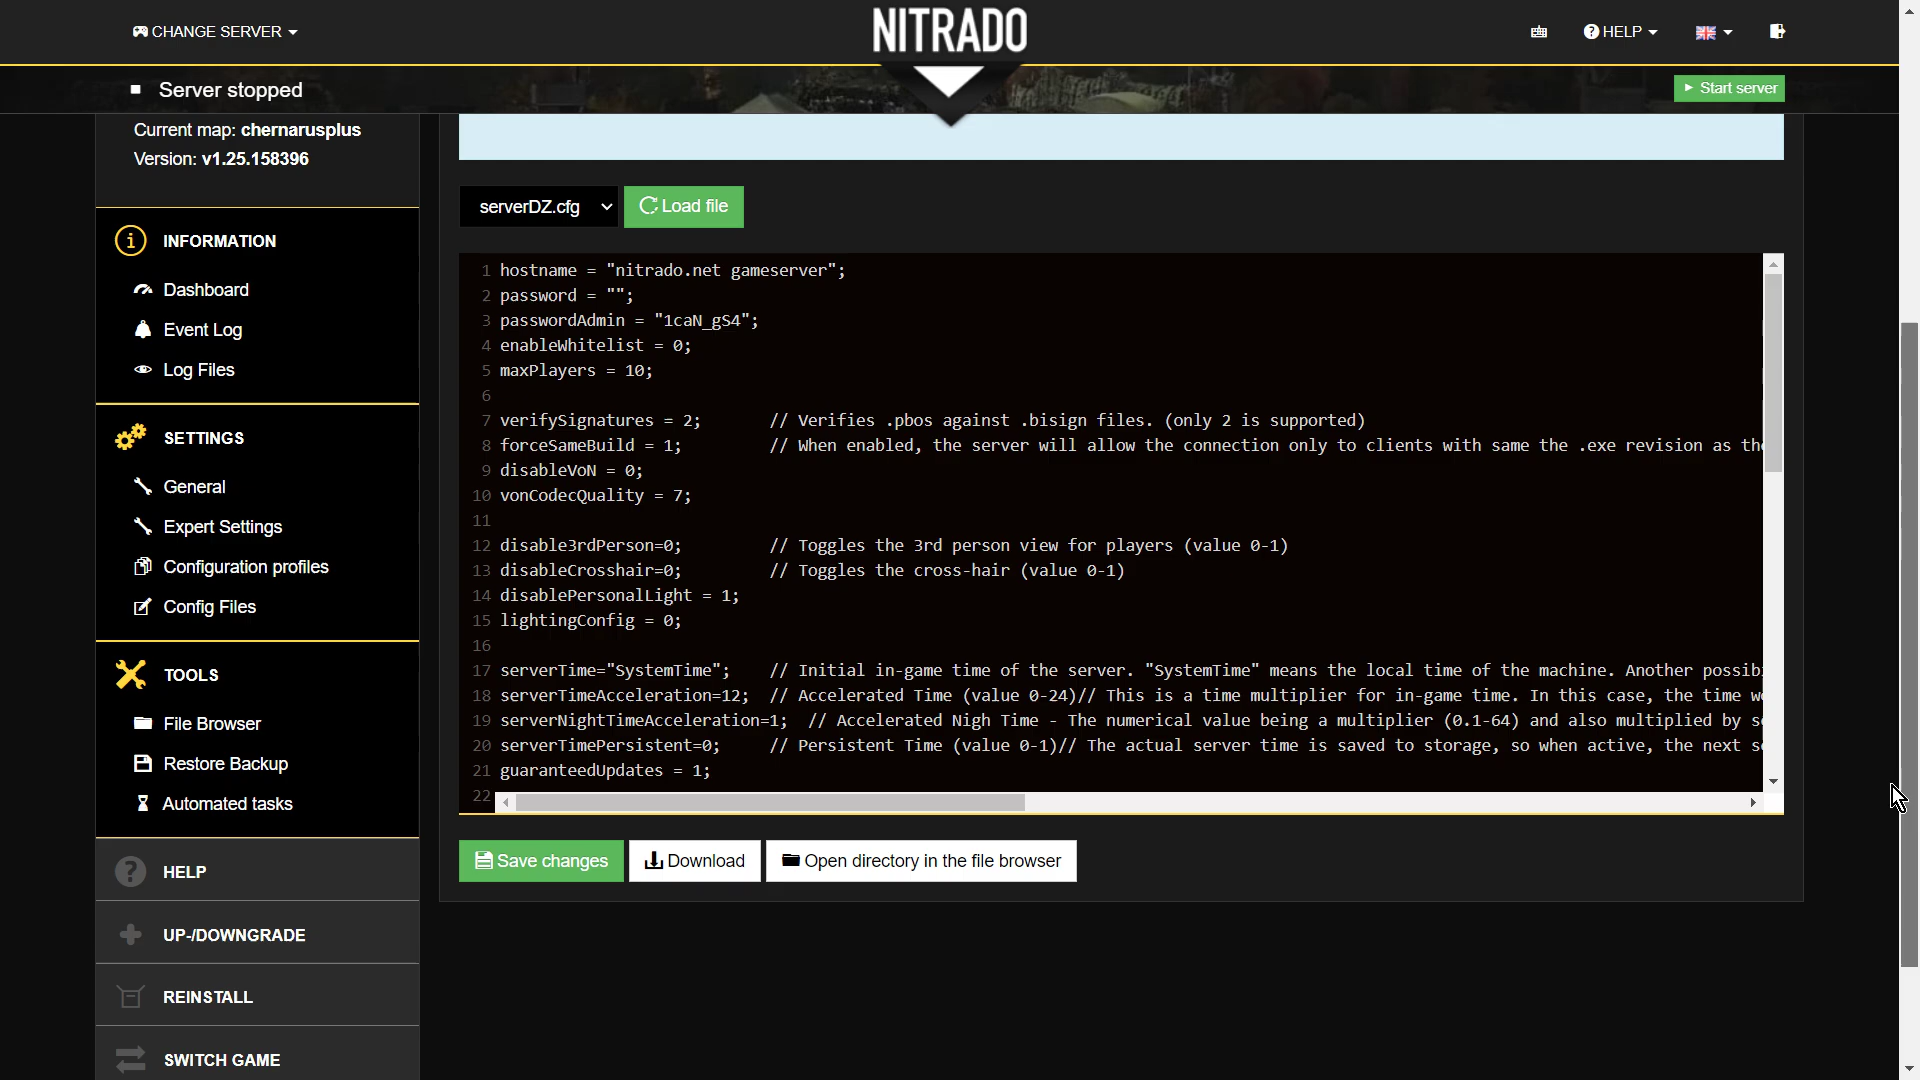 CHANGE SERVER
NITRADO
HELP
Server stopped
Start server
Current map: chernarusplus
Version: v1.25.158396
INFORMATION
Dashboard
Event Log
Log Files
SETTINGS
General
Expert Settings
Configuration profiles
Config Files
TOOLS
File Browser
Restore Backup
Automated tasks
HELP
UP-/DOWNGRADE
REINSTALL
SWITCH GAME
serverDZ.cfg
Load file
1 hostname = "nitrado.net gameserver";
2 password = "";
3 passwordAdmin = "1caN_gS4";
4 enableWhitelist = 0;
5 maxPlayers = 10;
6
7 verifySignatures = 2; // Verifies .pbos against .bisign files. (only 2 is supported)
8 forceSameBuild = 1; // When enabled, the server will allow the connection only to clients with same the .exe revision as the
9 disableVoN = 0;
10 vonCodecQuality = 7;
11
12 disable3rdPerson=0; // Toggles the 3rd person view for players (value 0-1)
13 disableCrosshair=0; // Toggles the cross-hair (value 0-1)
14 disablePersonalLight = 1;
15 lightingConfig = 0;
16
17 serverTime="SystemTime"; // Initial in-game time of the server. "SystemTime" means the local time of the machine. Another possib
18 serverTimeAcceleration=12; // Accelerated Time (value 0-24)// This is a time multiplier for in-game time. In this case, the time w
19 serverNightTimeAcceleration=1; // Accelerated Nigh Time - The numerical value being a multiplier (0.1-64) and also multiplied by s
20 serverTimePersistent=0; // Persistent Time (value 0-1)// The actual server time is saved to storage, so when active, the next s
21 guaranteedUpdates = 1;
22
Save changes
Download
Open directory in the file browser